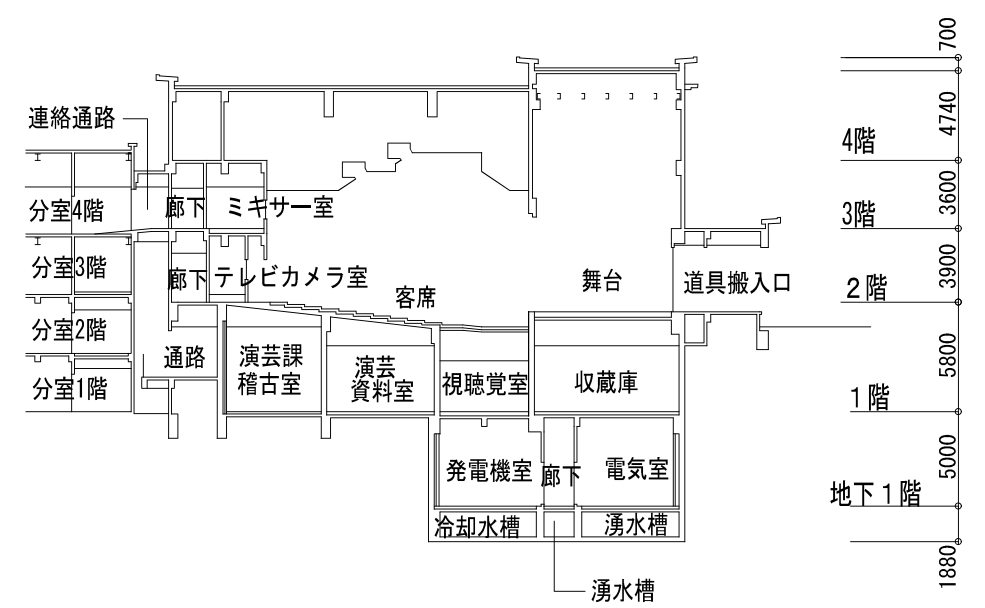 700
連絡通路
4740
4階
3600
分室4階
廊下
ミキサー室
3階
分室3階
廊下
テレビカメラ室
客席
舞台
道具搬入口
2階
3900
分室2階
通路
演芸課
稽古室
演芸
資料室
視聴覚室
収蔵庫
5800
分室1階
1階
発電機室
廊下
電気室
5000
地下1階
冷却水槽
湧水槽
1880
湧水槽